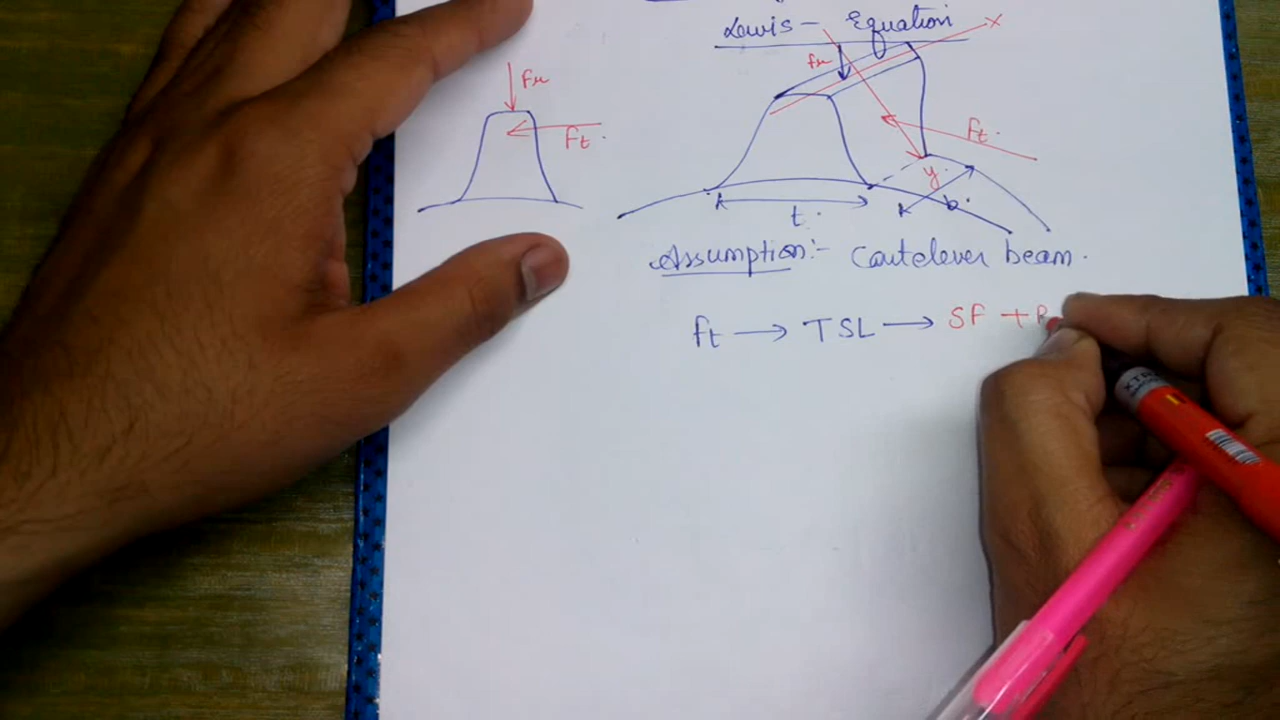 Lewis - Equation
x
Fr
Fr
Ft.
Ft.
y.
b.
t.
Assumption:- Cantelever beam.
ft → TSL → SF +B